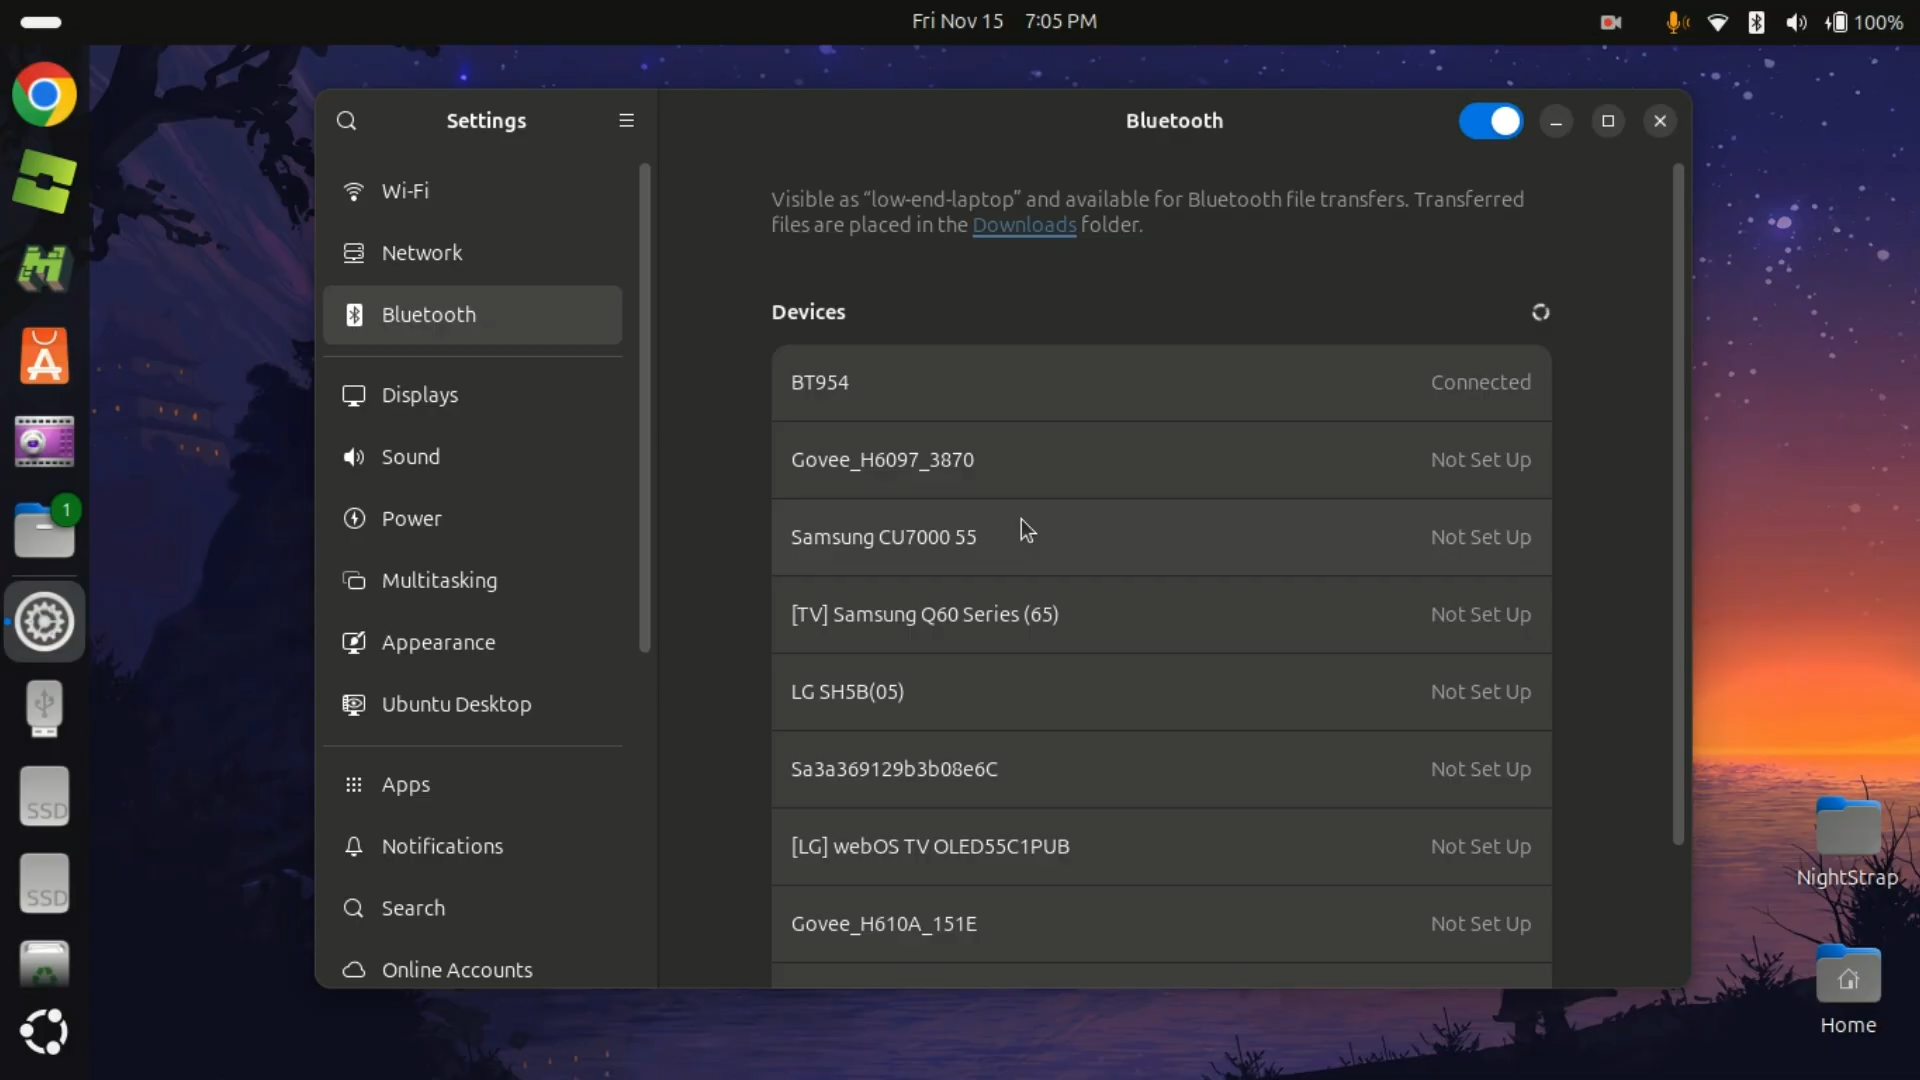 Fri Nov 15 7:05 PM
100%
Settings
Bluetooth
Wi-Fi
Network
Bluetooth
Displays
Sound
Power
Multitasking
Appearance
Ubuntu Desktop
Apps
Notifications
Search
Online Accounts
Visible as “low-end-laptop” and available for Bluetooth file transfers. Transferred
files are placed in the Downloads folder.
Devices
BT954 Connected
Govee_H6097_3870 Not Set Up
Samsung CU7000 55 Not Set Up
[TV] Samsung Q60 Series (65) Not Set Up
LG SH5B(05) Not Set Up
Sa3a369129b3b08e6C Not Set Up
[LG] webOS TV OLED55C1PUB Not Set Up
Govee_H610A_151E Not Set Up
1
SSD
SSD
NightStrap
Home